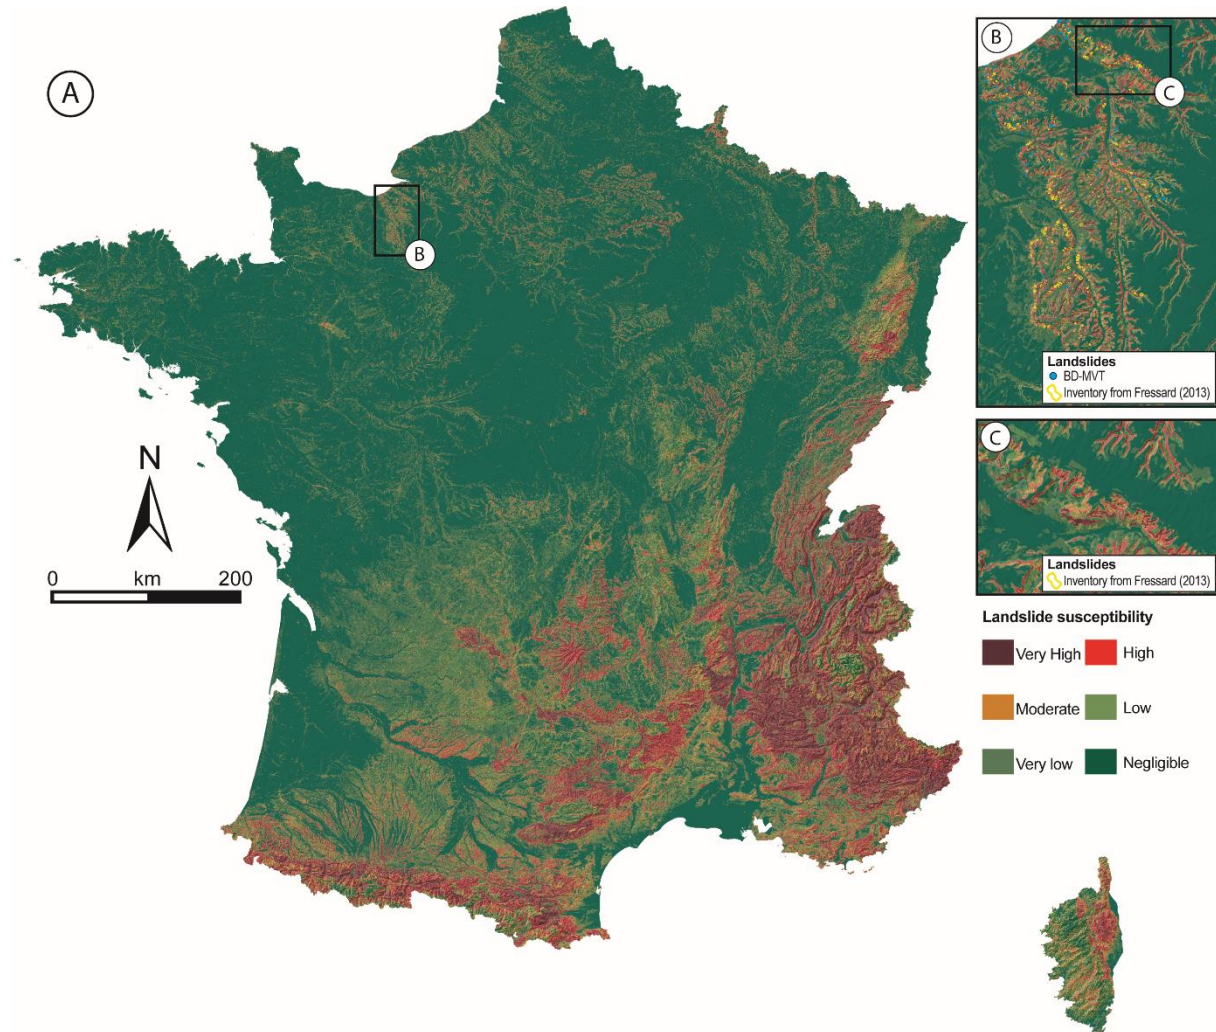 A
B
N
0 km 200
B
C
Landslides
BD-MVT
Inventory from Fressard (2013)
C
Landslides
Inventory from Fressard (2013)
Landslide susceptibility
Very High High
Moderate Low
Very low Negligible